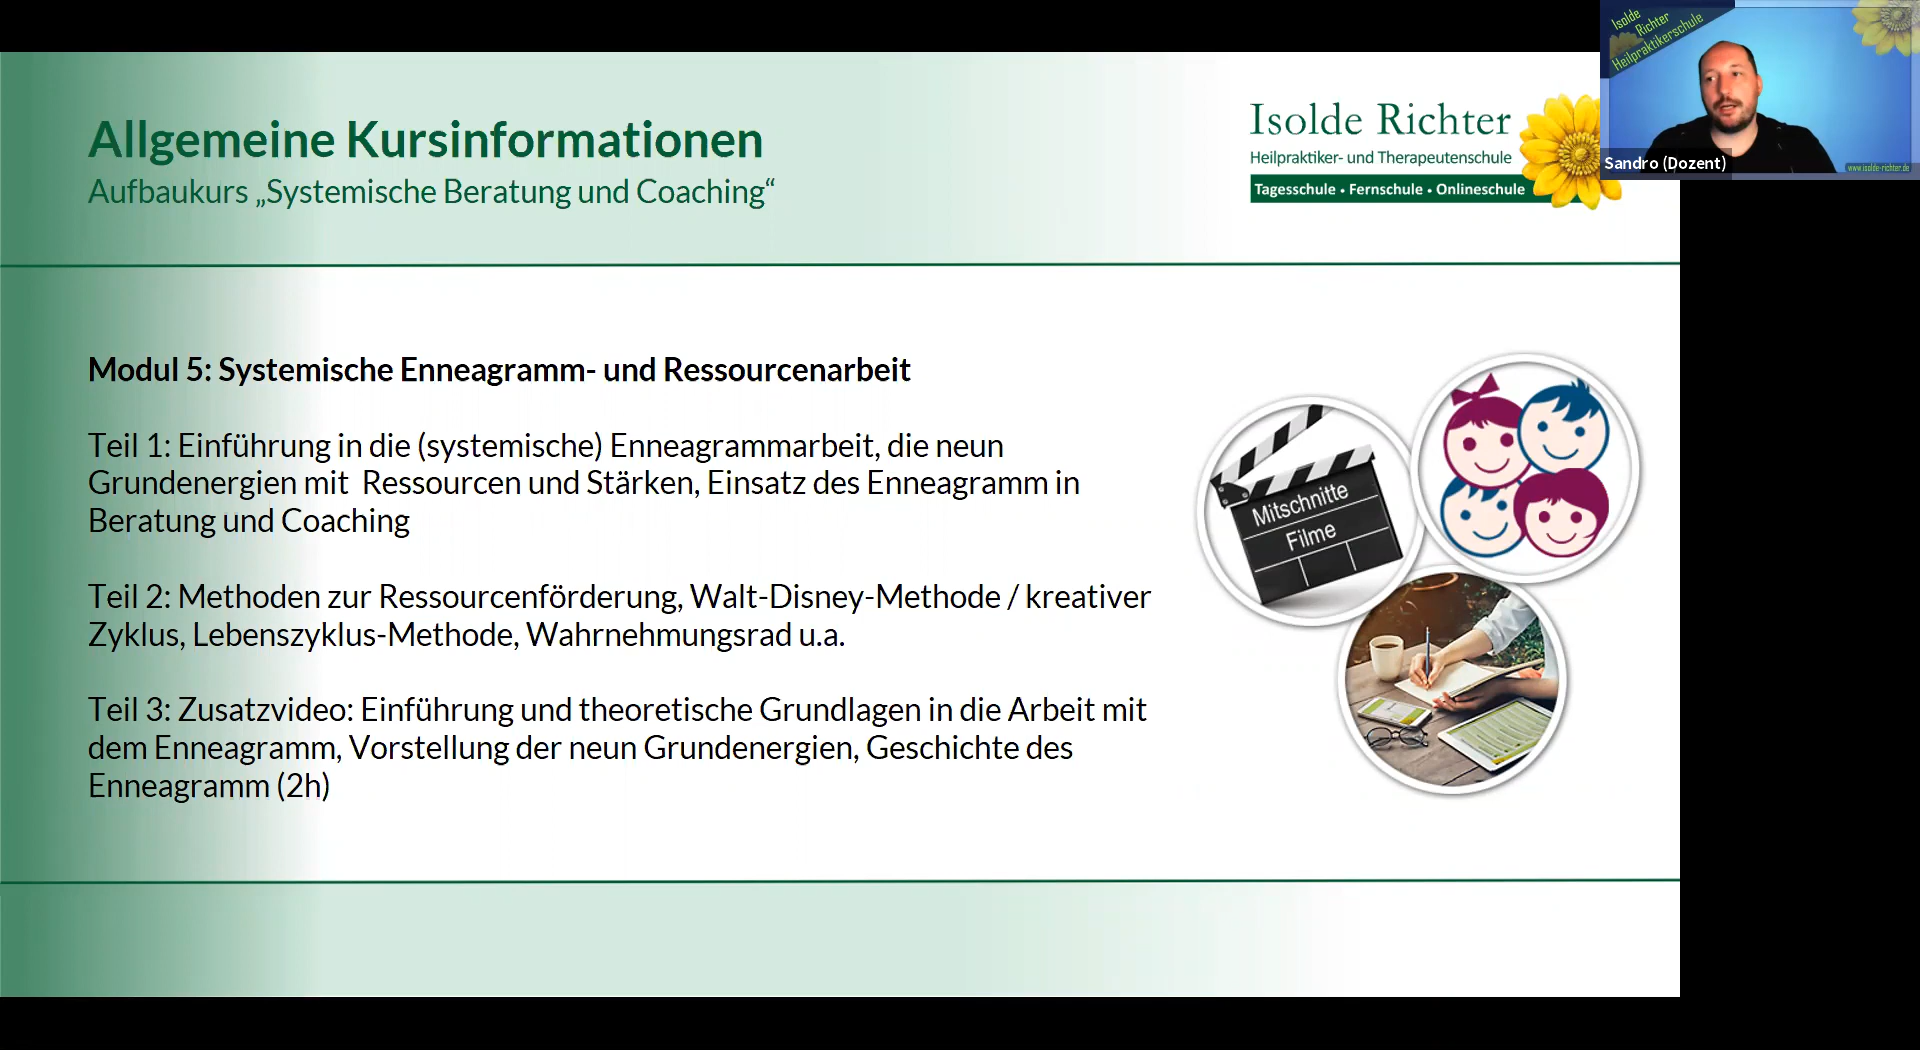 Allgemeine Kursinformationen
Aufbaukurs „Systemische Beratung und Coaching“
Isolde Richter
Heilpraktiker- und Therapeutenschule
Tagesschule • Fernschule • Onlineschule
Isolde
Richter
Heilpraktikerschule
Sandro (Dozent)
www.isolde-richter.de
Modul 5: Systemische Enneagramm- und Ressourcenarbeit
Teil 1: Einführung in die (systemische) Enneagrammarbeit, die neun
Grundenergien mit  Ressourcen und Stärken, Einsatz des Enneagramm in
Beratung und Coaching
Teil 2: Methoden zur Ressourcenförderung, Walt-Disney-Methode / kreativer
Zyklus, Lebenszyklus-Methode, Wahrnehmungsrad u.a.
Teil 3: Zusatzvideo: Einführung und theoretische Grundlagen in die Arbeit mit
dem Enneagramm, Vorstellung der neun Grundenergien, Geschichte des
Enneagramm (2h)
Mitschnitte
Filme